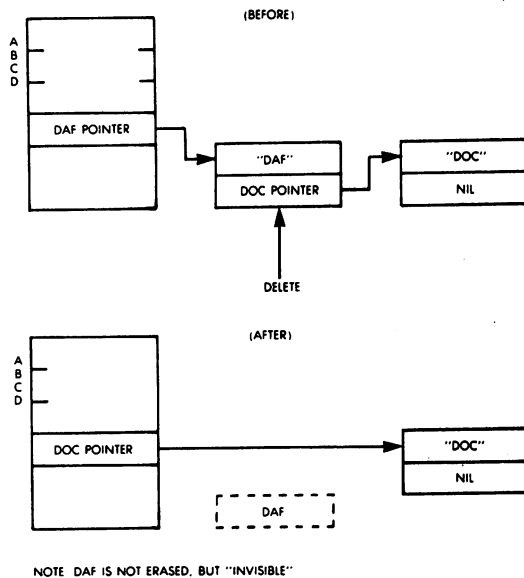 (BEFORE)
A
B
C
D
DAF POINTER
"DAF"
DOC POINTER
"DOC"
NIL
DELETE
(AFTER)
A
B
C
D
DOC POINTER
"DOC"
NIL
DAF
NOTE DAF IS NOT ERASED, BUT "INVISIBLE"